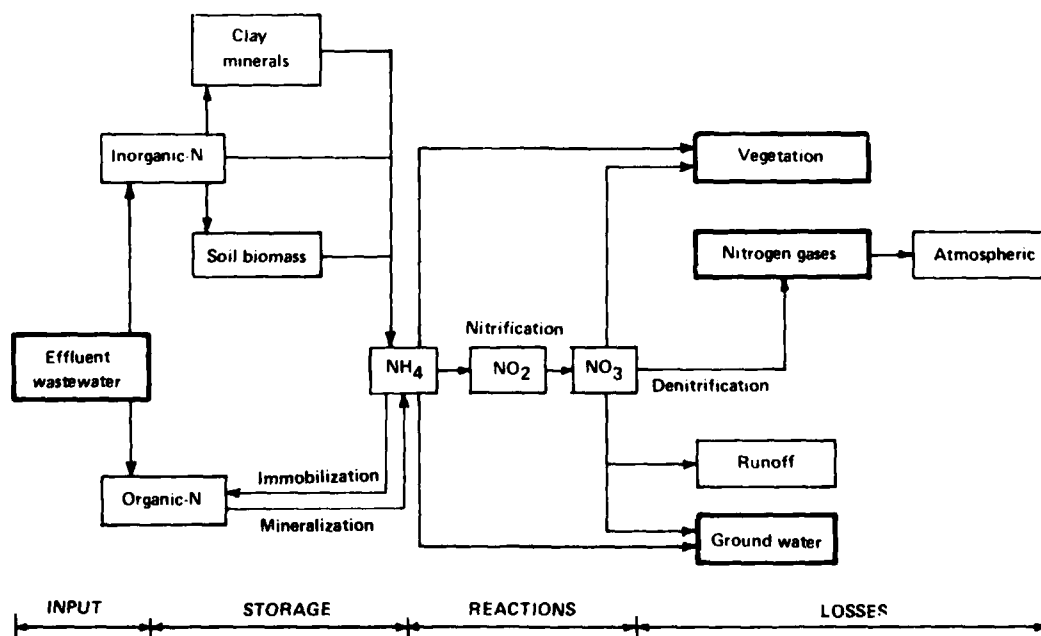 Clay
minerals
Inorganic-N
Vegetation
Soil biomass
Nitrogen gases
Atmospheric
Effluent
wastewater
Nitrification
NH4
NO2
NO3
Denitrification
Immobilization
Organic-N
Mineralization
Runoff
Ground water
INPUT
STORAGE
REACTIONS
LOSSES